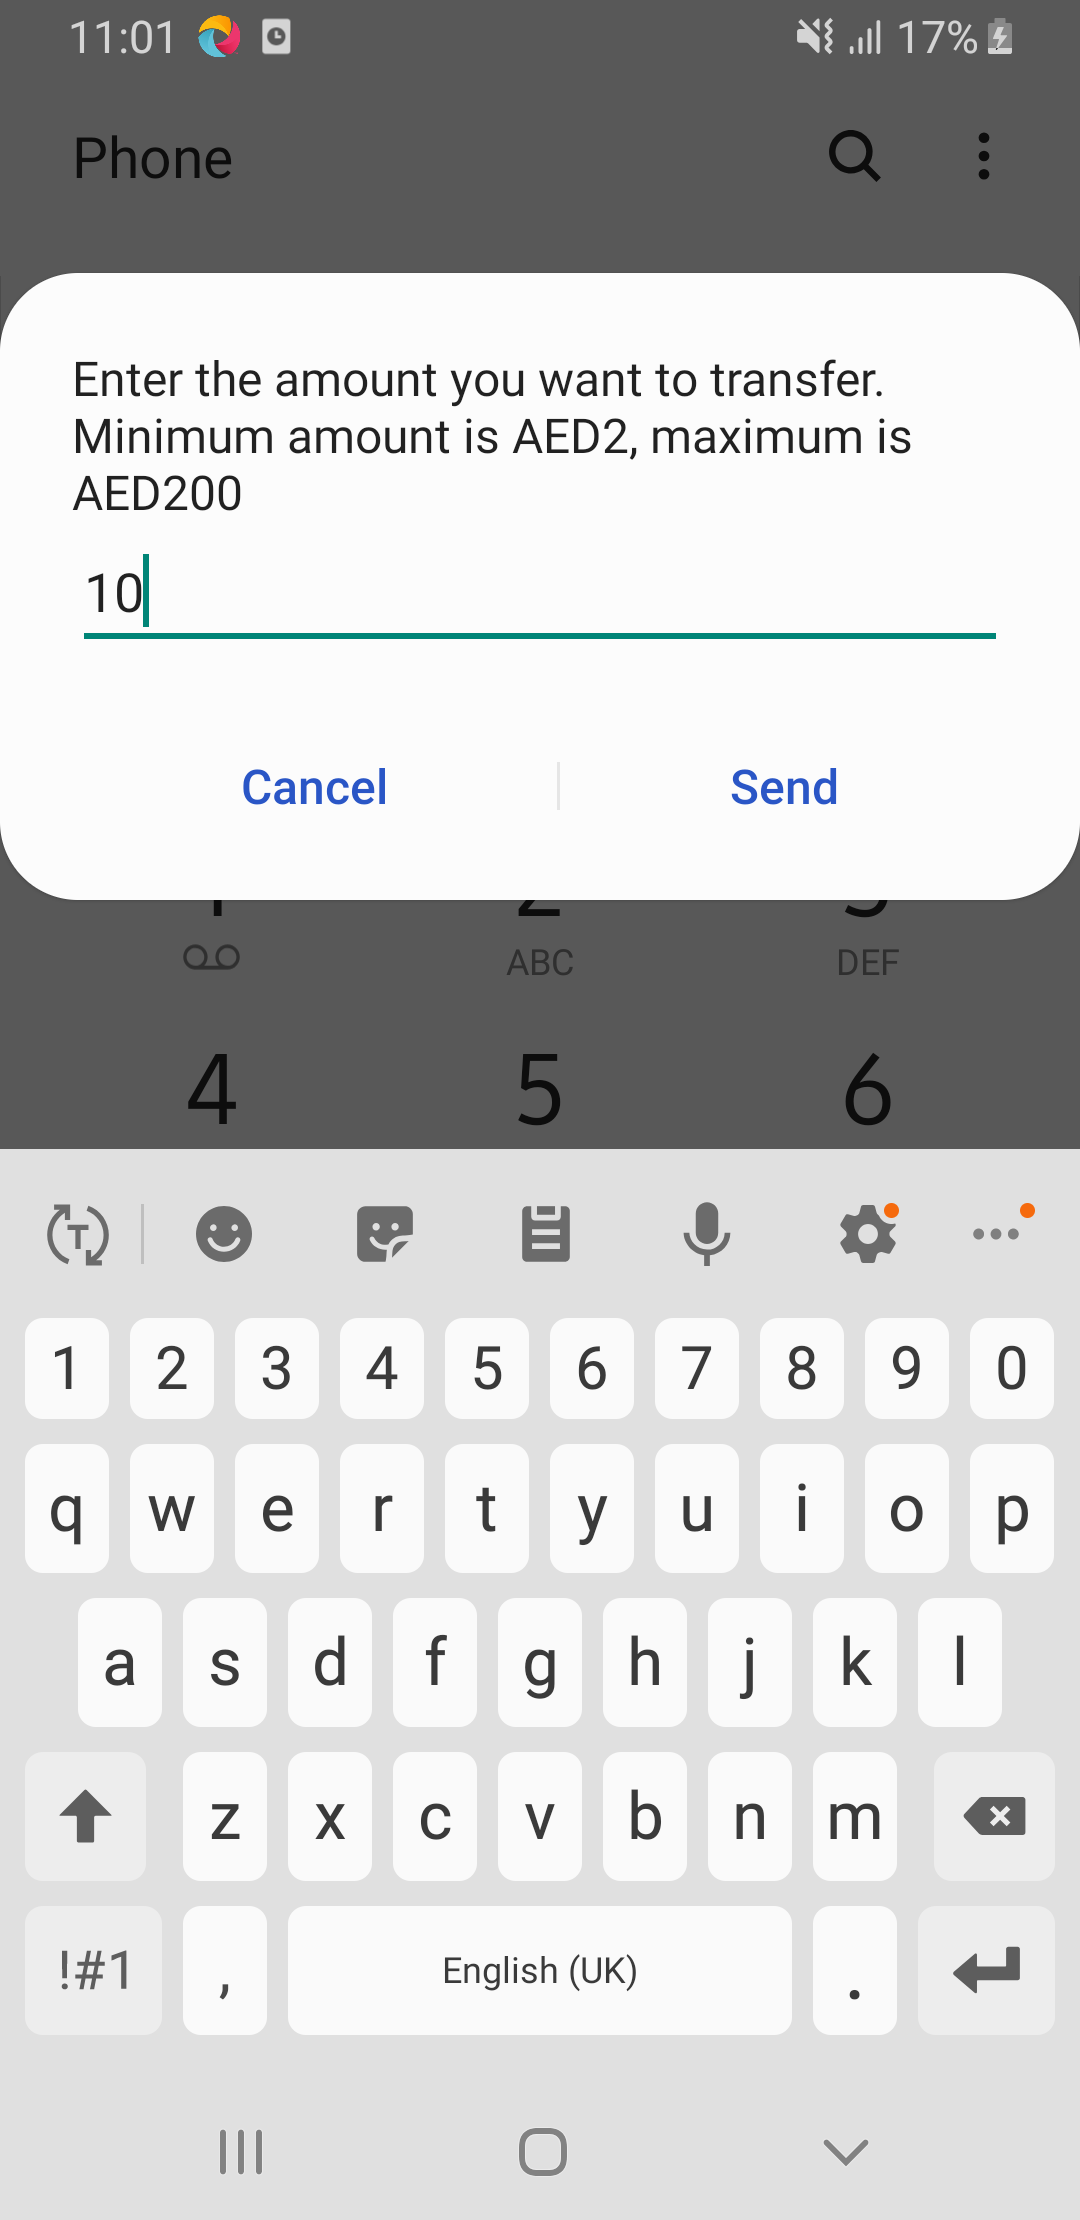 11:01 17%
Phone
Enter the amount you want to transfer.
Minimum amount is AED2, maximum is
AED200
10
Cancel Send
ABC DEF
4 5 6
T
1 2 3 4 5 6 7 8 9 0
q w e r t y u i o p
a s d f g h j k l
z x c v b n m
!#1 , English (UK) .